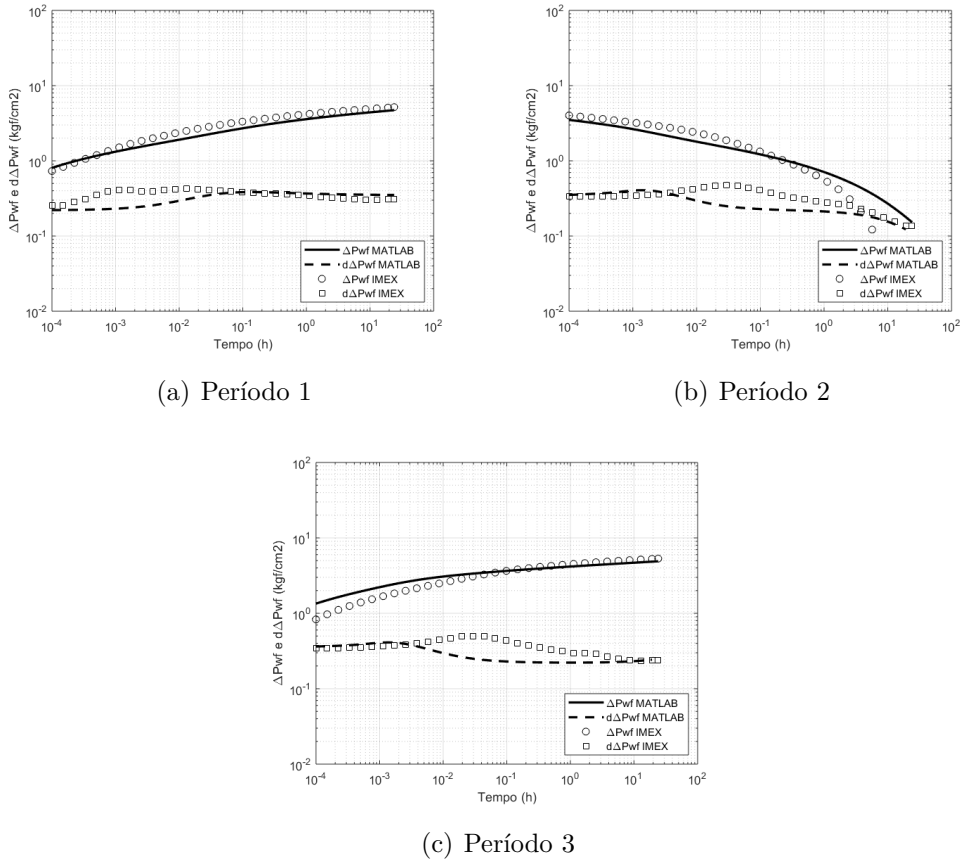 ΔPwf e dΔPwf (kgf/cm2)
10^2
10^1
10^0
10^-1
10^-2
10^-4
10^-3
10^-2
10^-1
10^0
10^1
10^2
Tempo (h)
ΔPwf MATLAB
dΔPwf MATLAB
ΔPwf IMEX
dΔPwf IMEX
(a) Período 1
ΔPwf e dΔPwf (kgf/cm2)
10^2
10^1
10^0
10^-1
10^-2
10^-4
10^-3
10^-2
10^-1
10^0
10^1
10^2
Tempo (h)
ΔPwf MATLAB
dΔPwf MATLAB
ΔPwf IMEX
dΔPwf IMEX
(b) Período 2
ΔPwf e dΔPwf (kgf/cm2)
10^2
10^1
10^0
10^-1
10^-2
10^-4
10^-3
10^-2
10^-1
10^0
10^1
10^2
Tempo (h)
ΔPwf MATLAB
dΔPwf MATLAB
ΔPwf IMEX
dΔPwf IMEX
(c) Período 3